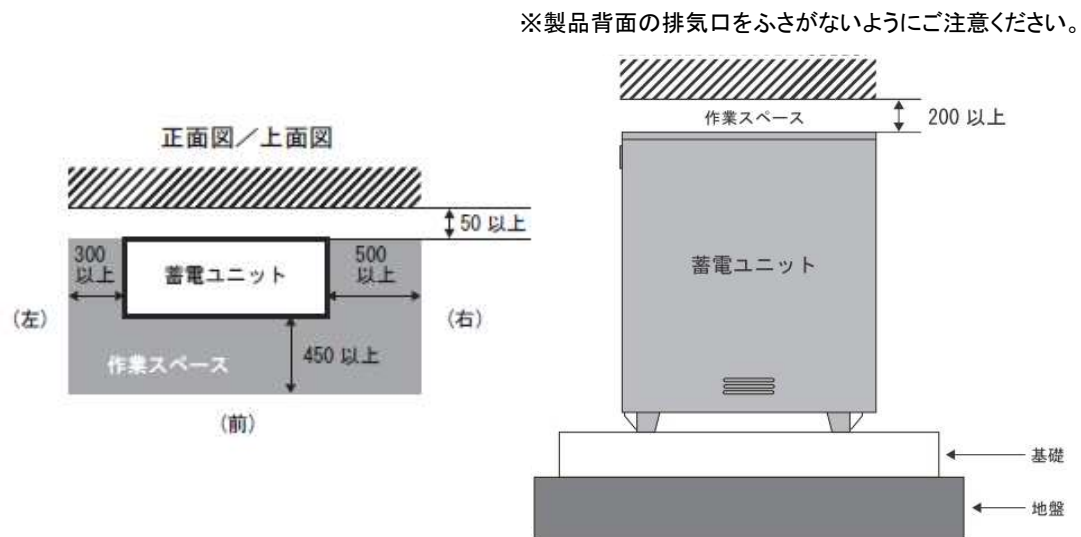 ※製品背面の排気口をふさがないようにご注意ください。
正面図／上面図
50 以上
300
以上
蓄電ユニット
500
以上
(左)
(右)
作業スペース
450 以上
(前)
作業スペース
200 以上
蓄電ユニット
基礎
地盤